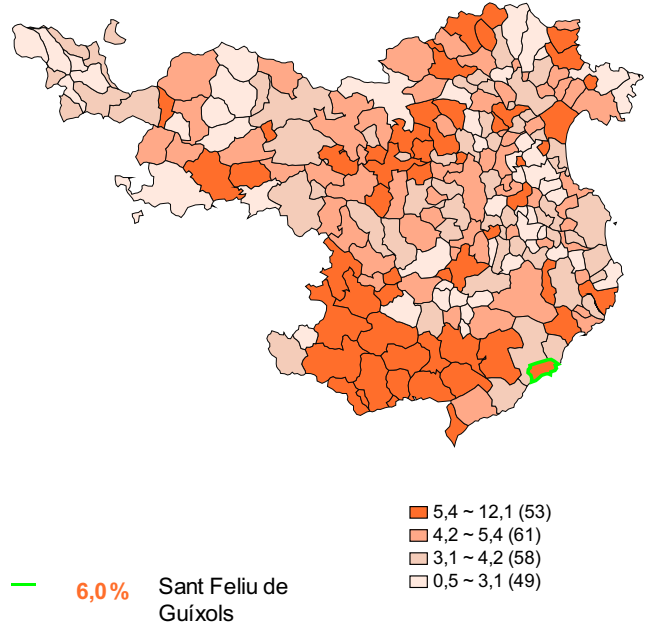 5,4 ~ 12,1 (53)
4,2 ~ 5,4 (61)
3,1 ~ 4,2 (58)
0,5 ~ 3,1 (49)
6,0% Sant Feliu de
Guíxols